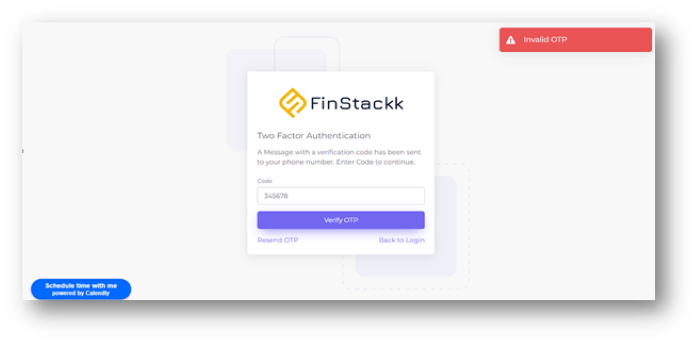 Invalid OTP
FinStackk
Two Factor Authentication
A Message with a verification code has been sent
to your phone number. Enter Code to continue.
Code
345678
Verify OTP
Resend OTP
Back to Login
Schedule time with me
powered by Calendly